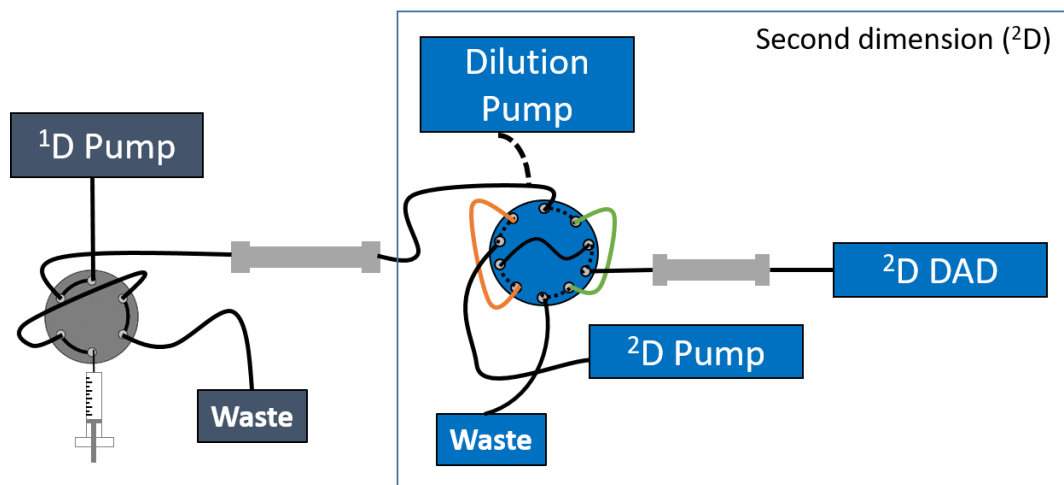 Second dimension (²D)
Dilution
Pump
¹D Pump
²D DAD
²D Pump
Waste
Waste